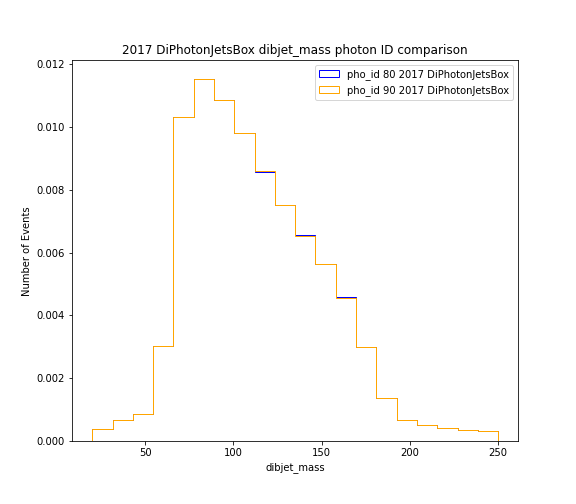 2017 DiPhotonJetsBox dibjet_mass photon ID comparison
pho_id 80 2017 DiPhotonJetsBox
pho_id 90 2017 DiPhotonJetsBox
Number of Events
0.012
0.010
0.008
0.006
0.004
0.002
0.000
50
100
150
200
250
dibjet_mass